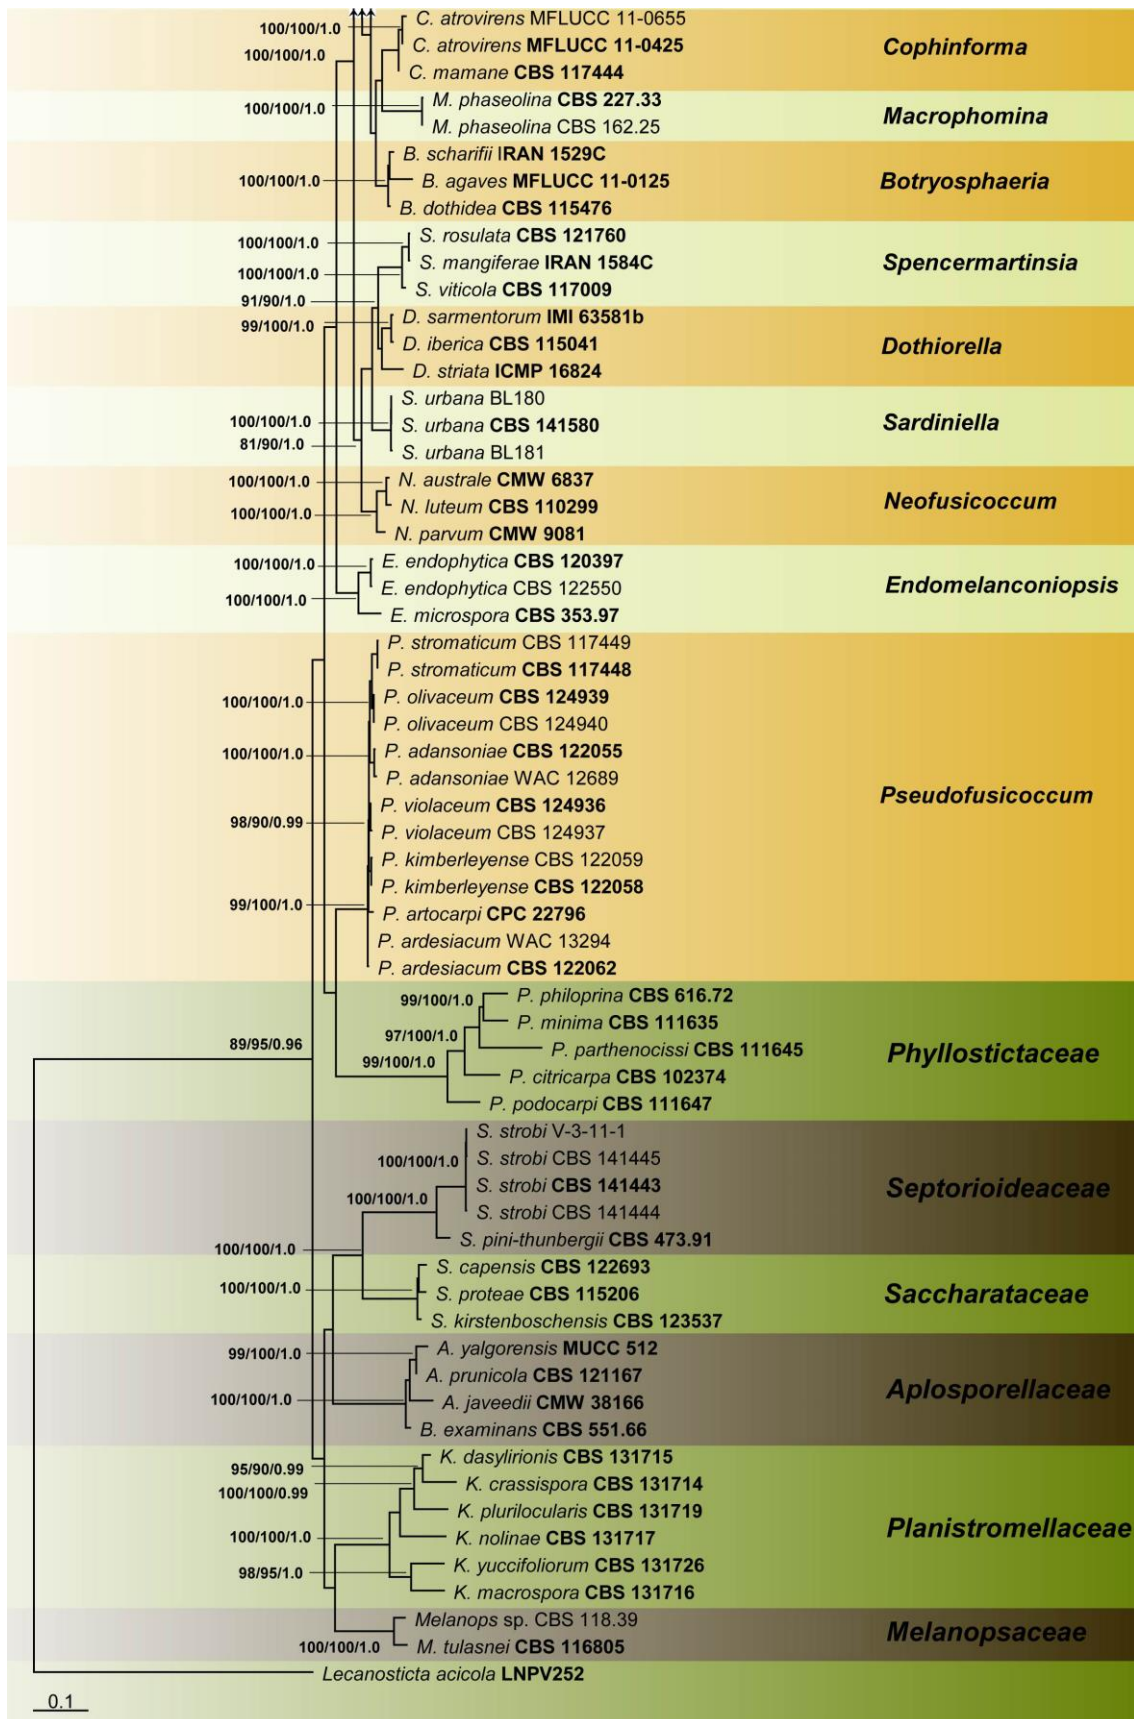 C. atrovirens MFLUCC 11-0655
100/100/1.0
C. atrovirens MFLUCC 11-0425
Cophinforma
100/100/1.0
C. mamane CBS 117444
M. phaseolina CBS 227.33
100/100/1.0
Macrophomina
M. phaseolina CBS 162.25
B. scharifii IRAN 1529C
100/100/1.0
B. agaves MFLUCC 11-0125
Botryosphaeria
B. dothidea CBS 115476
S. rosulata CBS 121760
100/100/1.0
S. mangiferae IRAN 1584C
Spencermartinsia
100/100/1.0
S. viticola CBS 117009
91/90/1.0
D. sarmentorum IMI 63581b
99/100/1.0
D. iberica CBS 115041
Dothiorella
D. striata ICMP 16824
S. urbana BL180
100/100/1.0
S. urbana CBS 141580
Sardiniella
81/90/1.0
S. urbana BL181
100/100/1.0
N. australe CMW 6837
N. luteum CBS 110299
Neofusicoccum
100/100/1.0
N. parvum CMW 9081
E. endophytica CBS 120397
100/100/1.0
E. endophytica CBS 122550
Endomelanconiopsis
100/100/1.0
E. microspora CBS 353.97
P. stromaticum CBS 117449
P. stromaticum CBS 117448
100/100/1.0
P. olivaceum CBS 124939
P. olivaceum CBS 124940
100/100/1.0
P. adansoniae CBS 122055
P. adansoniae WAC 12689
Pseudofusicoccum
P. violaceum CBS 124936
98/90/0.99
P. violaceum CBS 124937
P. kimberleyense CBS 122059
P. kimberleyense CBS 122058
99/100/1.0
P. artocarpi CPC 22796
P. ardesiacum WAC 13294
P. ardesiacum CBS 122062
99/100/1.0
P. philoprina CBS 616.72
P. minima CBS 111635
97/100/1.0
89/95/0.96
P. parthenocissi CBS 111645
Phyllostictaceae
99/100/1.0
P. citricarpa CBS 102374
P. podocarpi CBS 111647
S. strobi V-3-11-1
100/100/1.0
S. strobi CBS 141445
S. strobi CBS 141443
Septorioideaceae
100/100/1.0
S. strobi CBS 141444
S. pini-thunbergii CBS 473.91
100/100/1.0
S. capensis CBS 122693
100/100/1.0
S. proteae CBS 115206
Saccharataceae
S. kirstenboschensis CBS 123537
99/100/1.0
A. yalgorensis MUCC 512
A. prunicola CBS 121167
Aplosporellaceae
100/100/1.0
A. javeedii CMW 38166
B. examinans CBS 551.66
K. dasylirionis CBS 131715
95/90/0.99
K. crassispora CBS 131714
100/100/0.99
K. plurilocularis CBS 131719
Planistromellaceae
100/100/1.0
K. nolinae CBS 131717
K. yuccifoliorum CBS 131726
98/95/1.0
K. macrospora CBS 131716
Melanops sp. CBS 118.39
Melanopsaceae
100/100/1.0
M. tulasnei CBS 116805
Lecanosticta acicola LNPV252
0.1